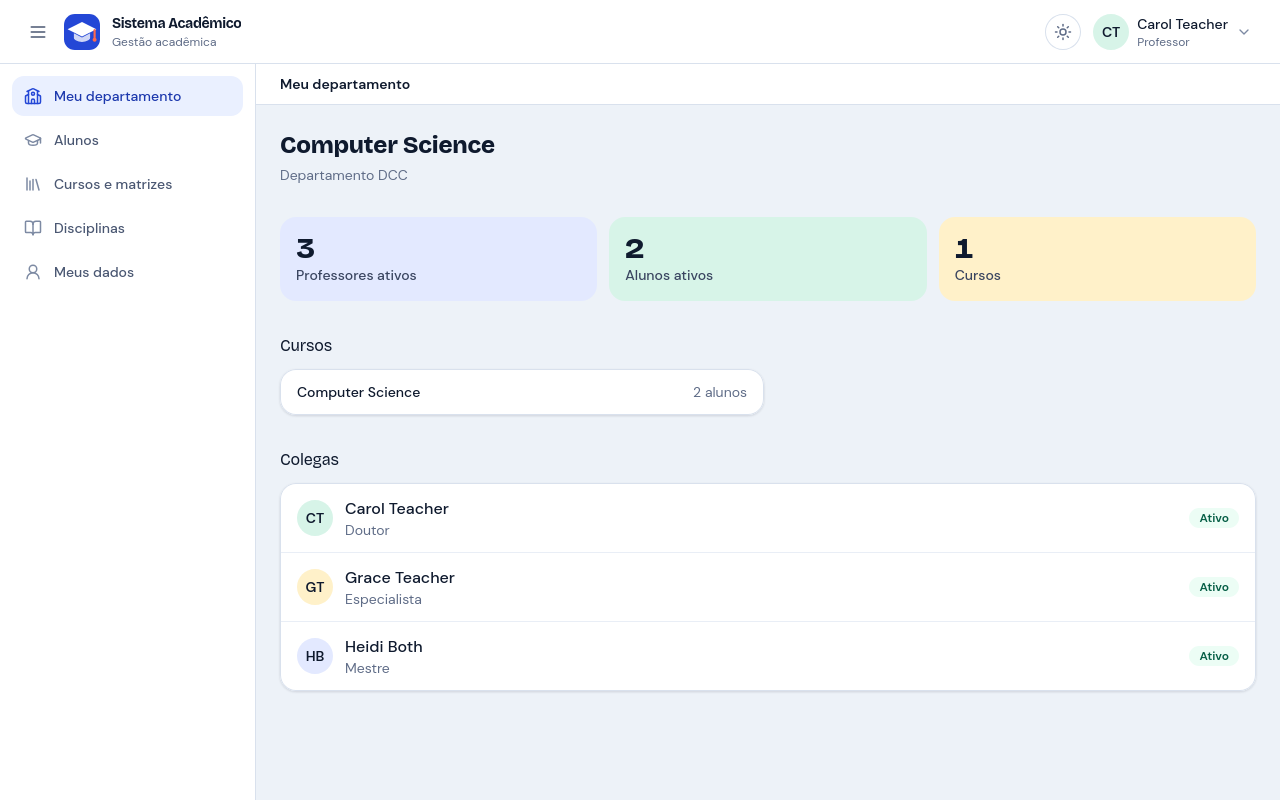 Sistema Acadêmico
Gestão acadêmica
CT
Carol Teacher
Professor
Meu departamento
Alunos
Cursos e matrizes
Disciplinas
Meus dados
Meu departamento
Computer Science
Departamento DCC
3
Professores ativos
2
Alunos ativos
1
Cursos
Cursos
Computer Science
2 alunos
Colegas
CT
Carol Teacher
Doutor
Ativo
GT
Grace Teacher
Especialista
Ativo
HB
Heidi Both
Mestre
Ativo